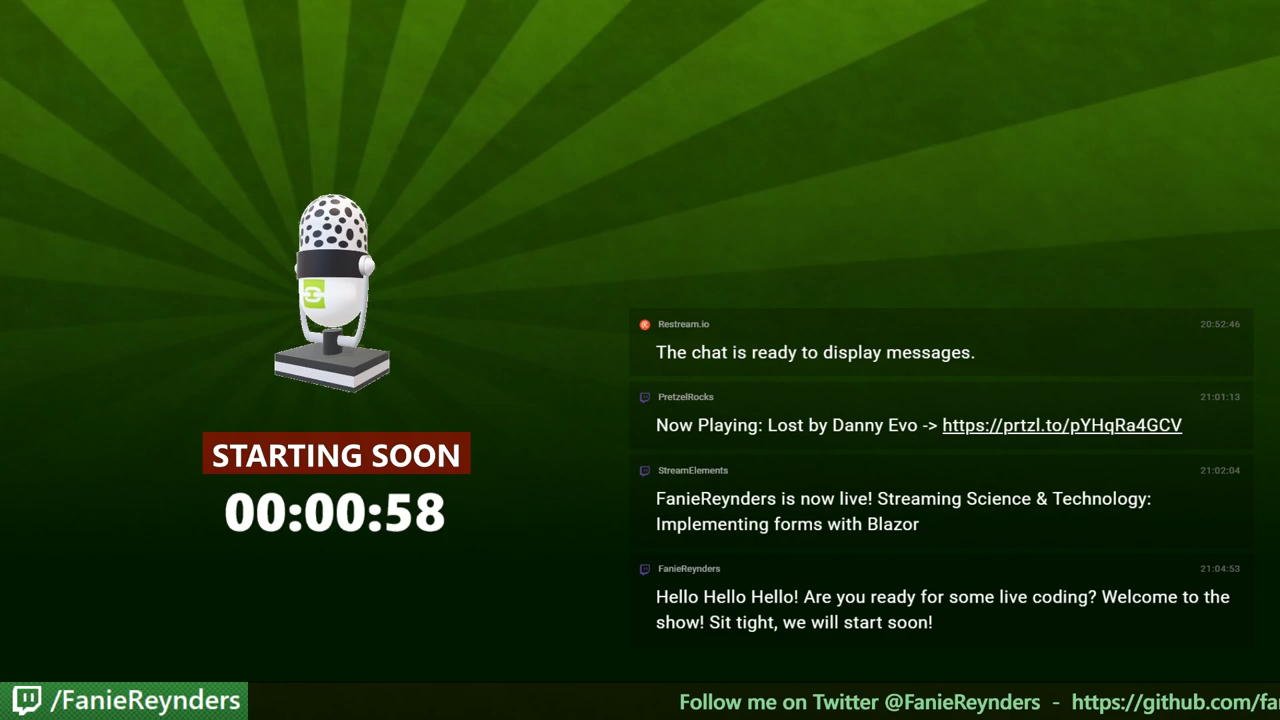 Restream.io 20:52:46
The chat is ready to display messages.
PretzelRocks 21:01:13
Now Playing: Lost by Danny Evo -> https://prtzl.to/pYHqRa4GCV
StreamElements 21:02:04
FanieReynders is now live! Streaming Science & Technology:
Implementing forms with Blazor
FanieReynders 21:04:53
Hello Hello Hello! Are you ready for some live coding? Welcome to the
show! Sit tight, we will start soon!
STARTING SOON
00:00:58
/FanieReynders
Follow me on Twitter @FanieReynders - https://github.com/fa